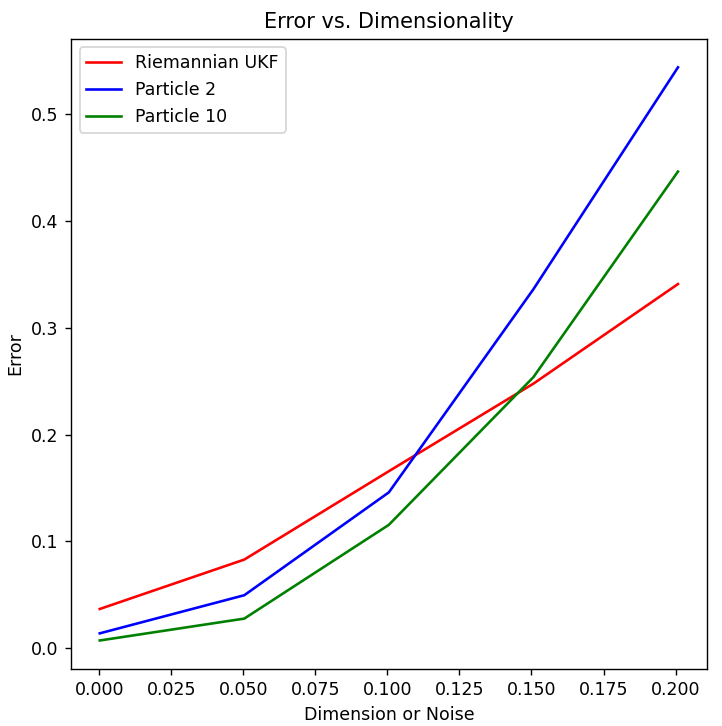 Error vs. Dimensionality
Riemannian UKF
Particle 2
Particle 10
Error
0.5
0.4
0.3
0.2
0.1
0.0
0.000 0.025 0.050 0.075 0.100 0.125 0.150 0.175 0.200
Dimension or Noise